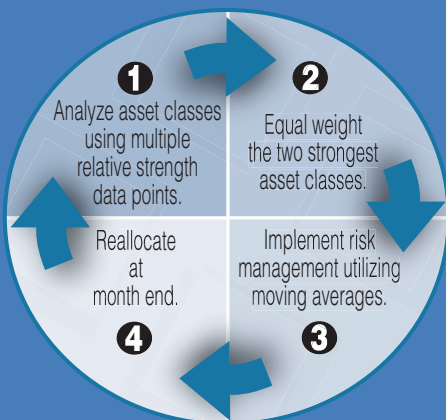 1
Analyze asset classes
using multiple
relative strength
data points.
2
Equal weight
the two strongest
asset classes.
Implement risk
management utilizing
moving averages.
3
Reallocate
at
month end.
4